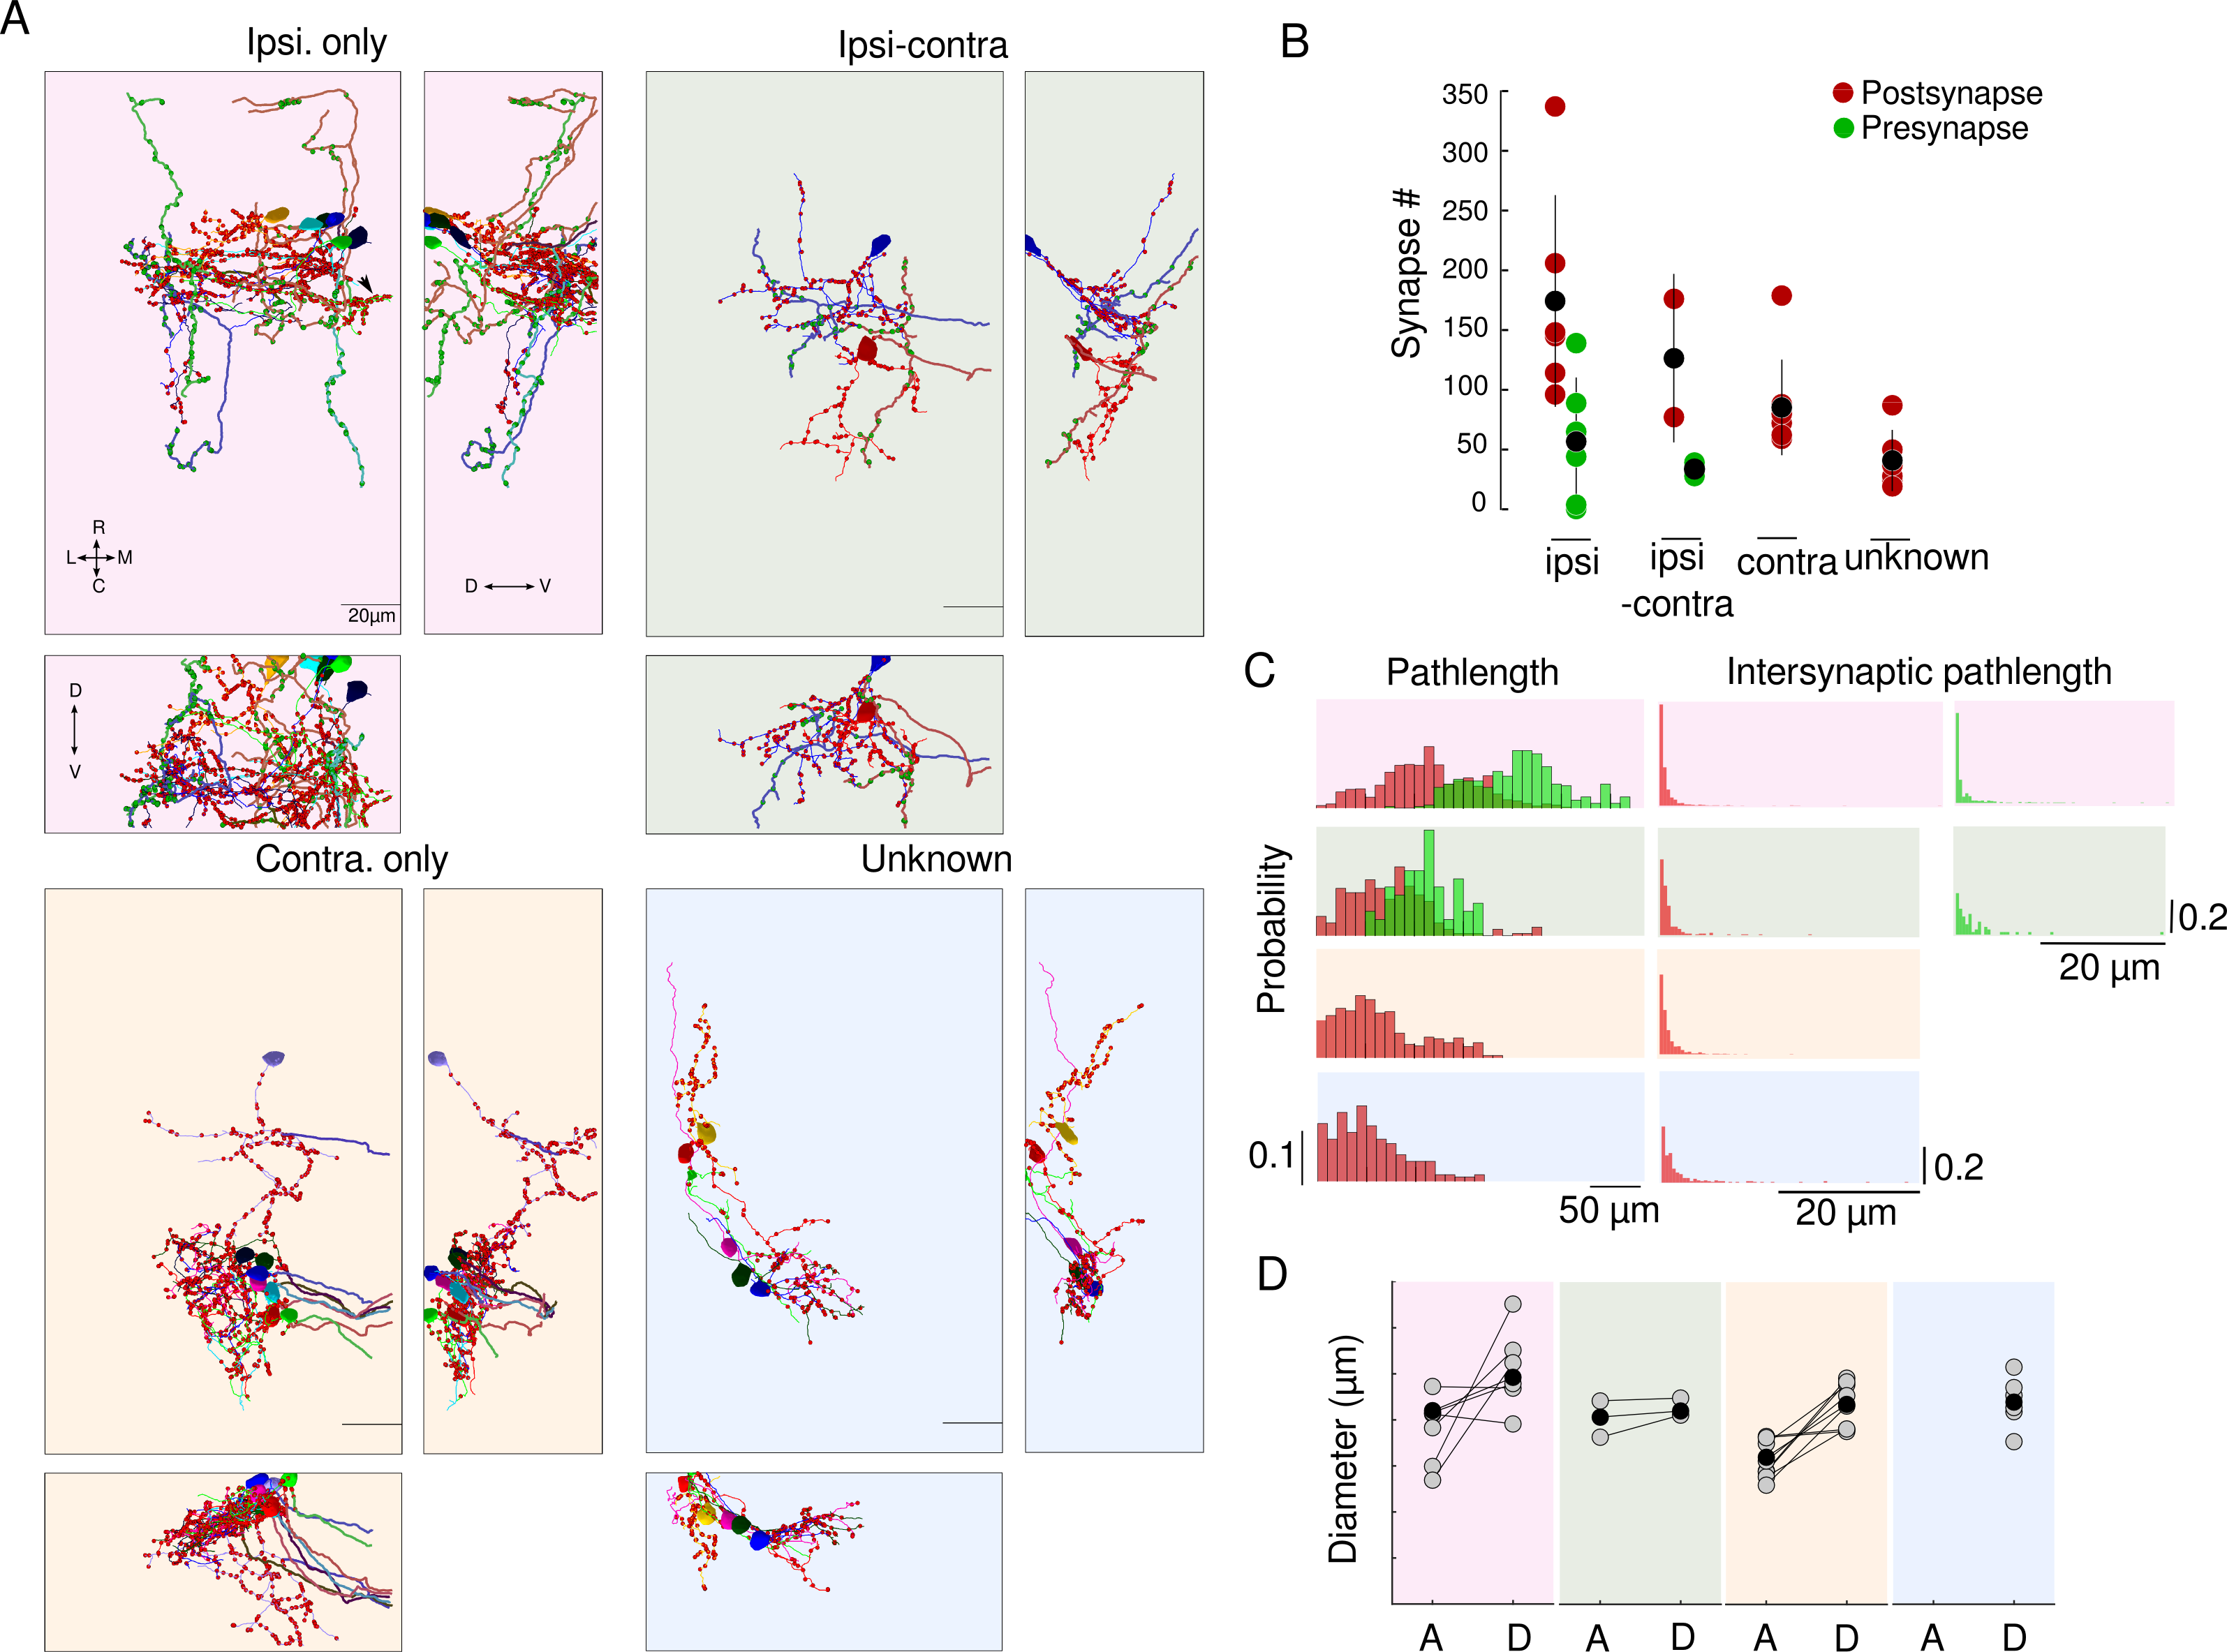 A
Ipsi. only
Ipsi-contra
R
L M
C
20µm
D V
D
V
Contra. only
Unknown
B
Postsynapse
Presynapse
Synapse #
350
300
250
200
150
100
50
0
ipsi
ipsi
-contra
contra
unknown
C
Pathlength
Intersynaptic pathlength
Probability
0.2
20 µm
0.1
50 µm
0.2
20 µm
D
Diameter (µm)
A D A D A D A D